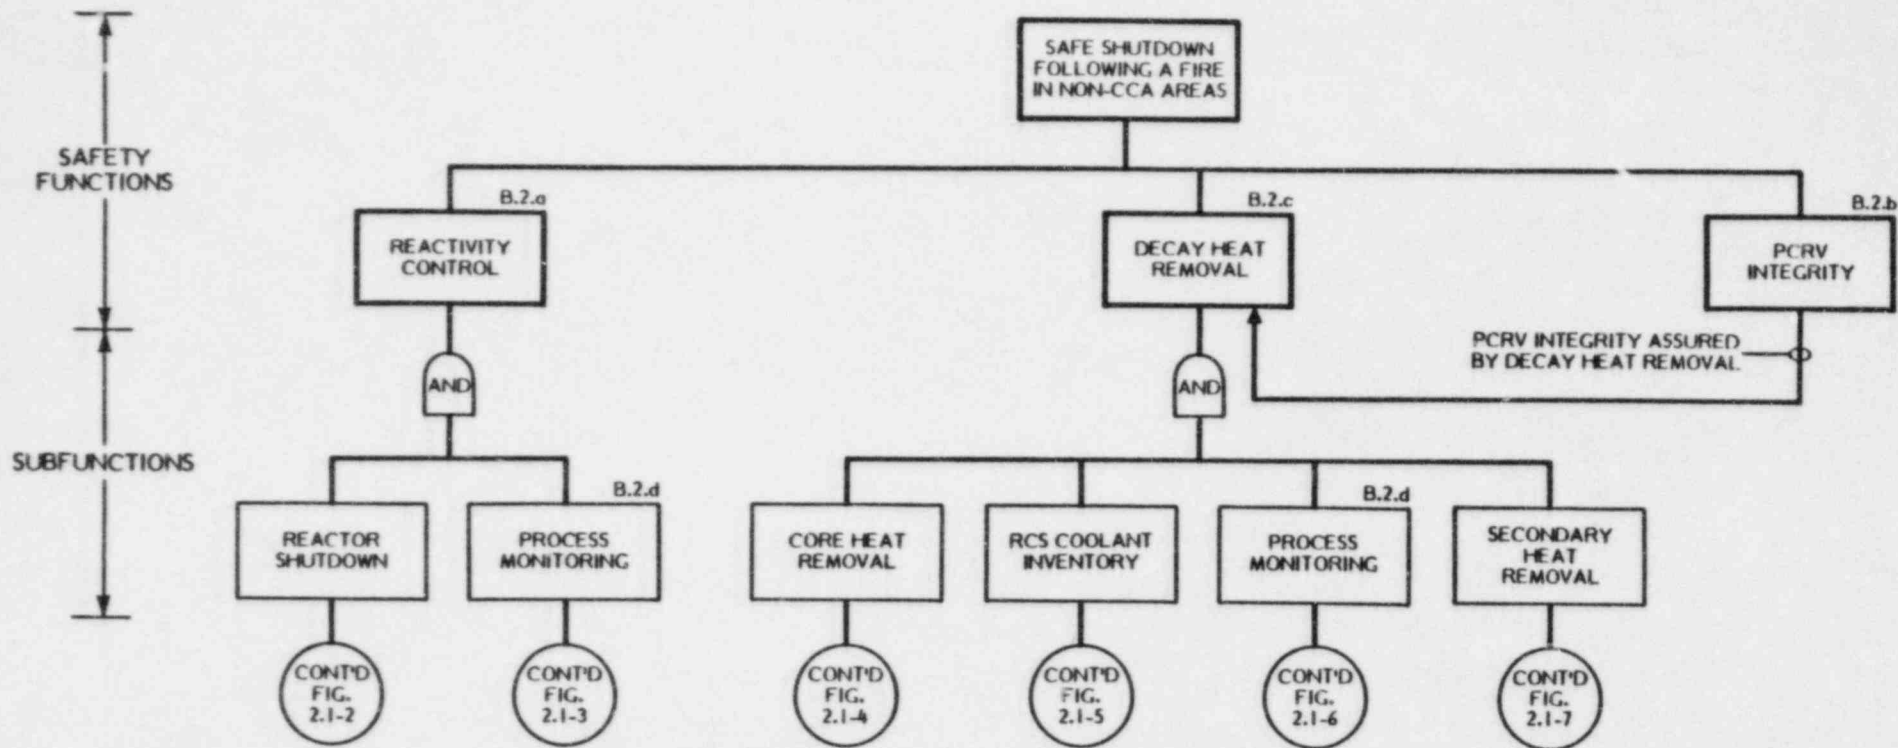 SAFE SHUTDOWN
FOLLOWING A FIRE
IN NON-CCA AREAS
SAFETY
FUNCTIONS
B.2.a
REACTIVITY
CONTROL
B.2.c
DECAY HEAT
REMOVAL
B.2.b
PCRV
INTEGRITY
PCRV INTEGRITY ASSURED
BY DECAY HEAT REMOVAL
AND
AND
SUBFUNCTIONS
REACTOR
SHUTDOWN
B.2.d
PROCESS
MONITORING
CORE HEAT
REMOVAL
RCS COOLANT
INVENTORY
B.2.d
PROCESS
MONITORING
SECONDARY
HEAT
REMOVAL
CONT'D
FIG.
2.1-2
CONT'D
FIG.
2.1-3
CONT'D
FIG.
2.1-4
CONT'D
FIG.
2.1-5
CONT'D
FIG.
2.1-6
CONT'D
FIG.
2.1-7